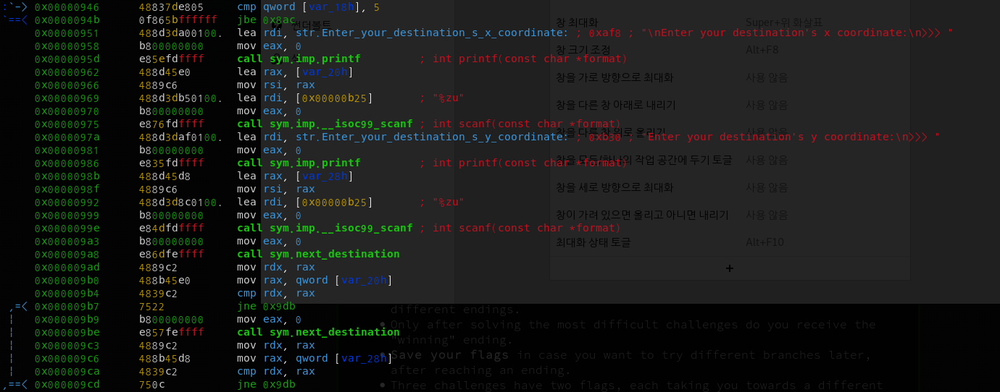 :`-> 0x00000946 48837de805 cmp qword [var_18h], 5
`==< 0x0000094b 0f865bffffff jbe 0x8ac
0x00000951 488d3da00100. lea rdi, str.Enter_your_destination_s_x_coordinate: ; 0xaf8 ; "\nEnter your destination's x coordinate:\n>>> "
0x00000958 b800000000 mov eax, 0
0x0000095d e85efdffff call sym.imp.printf ; int printf(const char *format)
0x00000962 488d45e0 lea rax, [var_20h]
0x00000966 4889c6 mov rsi, rax
0x00000969 488d3db50100. lea rdi, [0x00000b25] ; "%zu"
0x00000970 b800000000 mov eax, 0
0x00000975 e876fdffff call sym.imp.__isoc99_scanf ; int scanf(const char *format)
0x0000097a 488d3daf0100. lea rdi, str.Enter_your_destination_s_y_coordinate: ; 0xb30 ; "Enter your destination's y coordinate:\n>>> "
0x00000981 b800000000 mov eax, 0
0x00000986 e835fdffff call sym.imp.printf ; int printf(const char *format)
0x0000098b 488d45d8 lea rax, [var_28h]
0x0000098f 4889c6 mov rsi, rax
0x00000992 488d3d8c0100. lea rdi, [0x00000b25] ; "%zu"
0x00000999 b800000000 mov eax, 0
0x0000099e e84dfdffff call sym.imp.__isoc99_scanf ; int scanf(const char *format)
0x000009a3 b800000000 mov eax, 0
0x000009a8 e86dfeffff call sym.next_destination
0x000009ad 4889c2 mov rdx, rax
0x000009b0 488b45e0 mov rax, qword [var_20h]
0x000009b4 4839c2 cmp rdx, rax
,=< 0x000009b7 7522 jne 0x9db
¦ 0x000009b9 b800000000 mov eax, 0
¦ 0x000009be e857feffff call sym.next_destination
¦ 0x000009c3 4889c2 mov rdx, rax
¦ 0x000009c6 488b45d8 mov rax, qword [var_28h]
¦ 0x000009ca 4839c2 cmp rdx, rax
,==< 0x000009cd 750c jne 0x9db
썬더볼트
창 최대화 Super+위 화살표
창 크기 조정 Alt+F8
창을 가로 방향으로 최대화 사용 않음
창을 다른 창 아래로 내리기 사용 않음
창을 다른 창 위로 올리기 사용 않음
창을 모든/하나의 작업 공간에 두기 토글 사용 않음
창을 세로 방향으로 최대화 사용 않음
창이 가려 있으면 올리고 아니면 내리기 사용 않음
최대화 상태 토글 Alt+F10
+
different endings.
• Only after solving the most difficult challenges do you receive the
"winning" ending.
• Save your flags in case you want to try different branches later,
after reaching an ending.
• Three challenges have two flags, each taking you towards a different